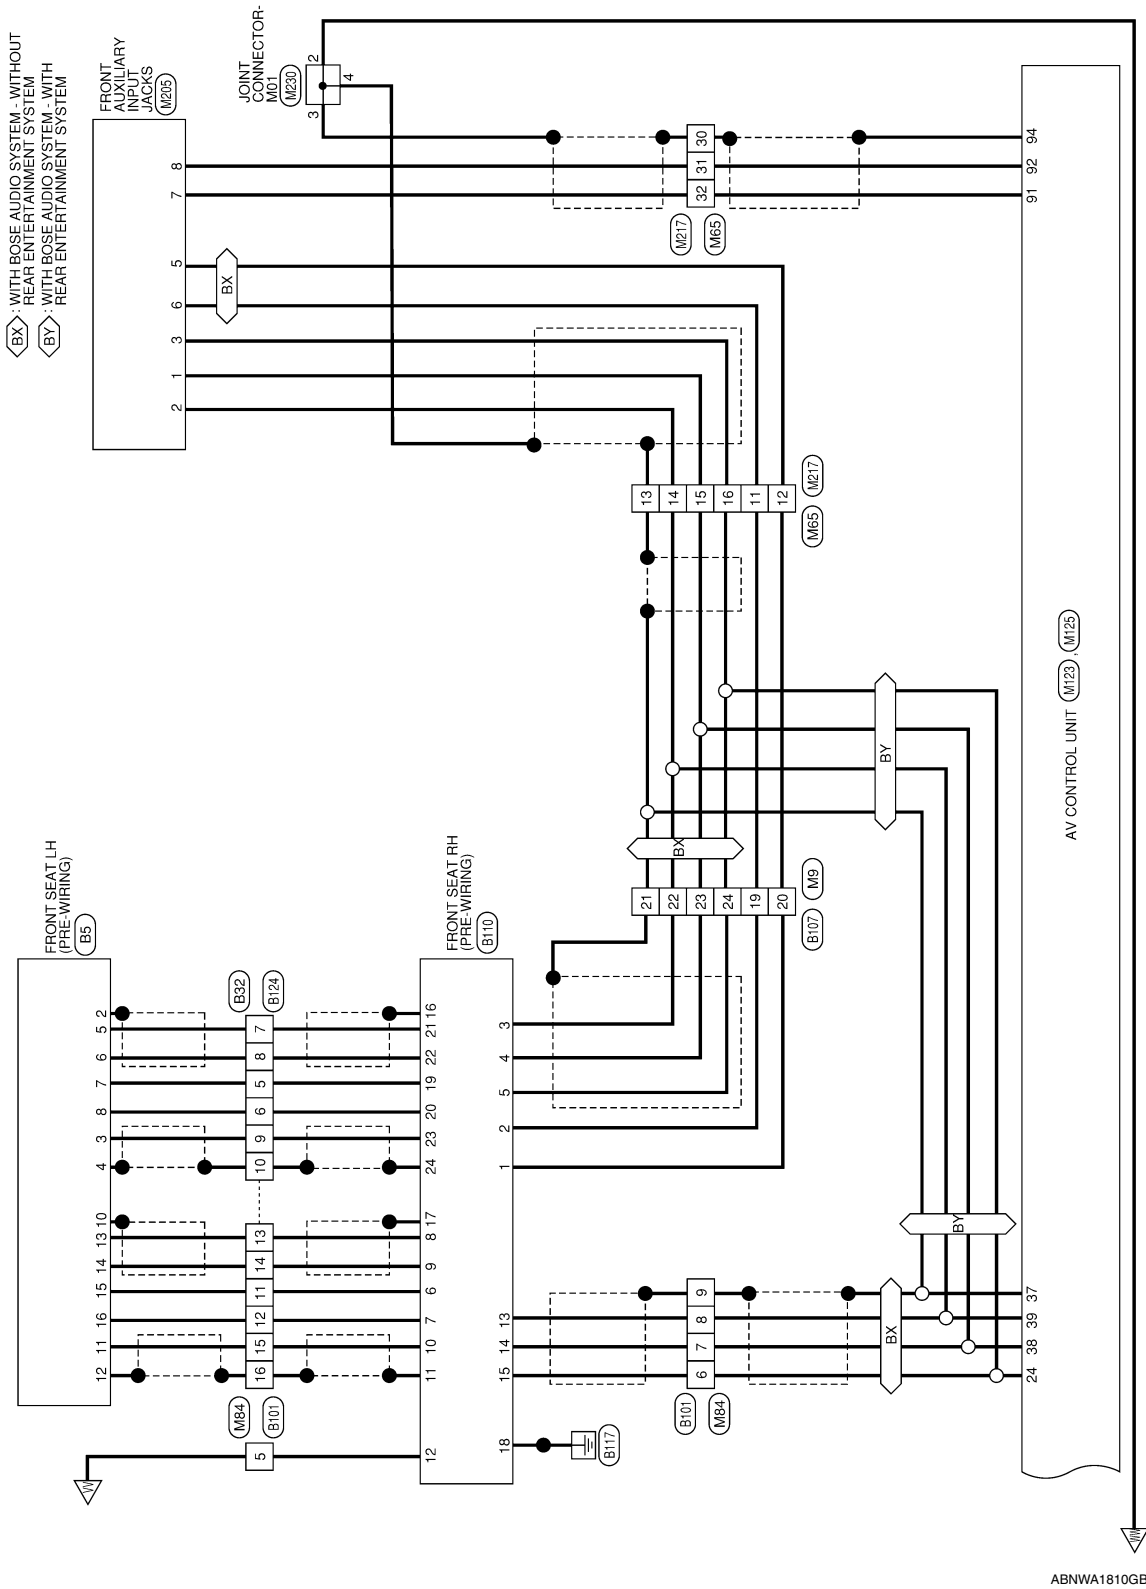 BX : WITH BOSE AUDIO SYSTEM - WITHOUT
REAR ENTERTAINMENT SYSTEM
BY : WITH BOSE AUDIO SYSTEM - WITH
REAR ENTERTAINMENT SYSTEM
FRONT
AUXILIARY
INPUT
JACKS
M205
8
7
5
6
3
1
2
BX
JOINT
CONNECTOR-
M01
M230
2
4
3
30
31
32
M217
M65
94
92
91
13
14
15
16
11
12
M217
M65
AV CONTROL UNIT M123 , M125
BY
BX
21
22
23
24
19
20
M9
B107
FRONT SEAT LH
(PRE-WIRING)
B5
2
5
6
7
8
3
4
10
13
14
15
16
11
12
B32
B124
7
8
5
6
9
10
13
14
11
12
15
16
M84
B101
5
FRONT SEAT RH
(PRE-WIRING)
B110
16
21
22
19
20
23
24
17
8
9
6
7
10
11
12
3
4
5
2
1
13
14
15
18
B117
9
8
7
6
B101
M84
BX
BY
37
39
38
24
VV
WW
ABNWA1810GB